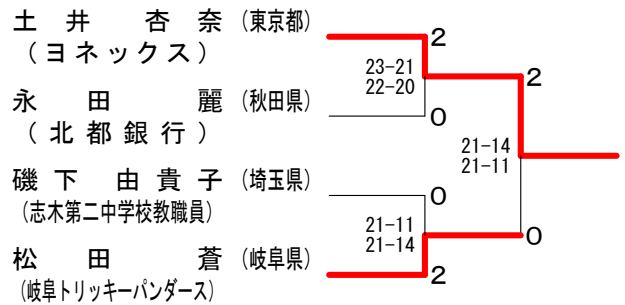 土井 杏奈 (東京都)
(ヨネックス)
2
23-21
22-20
2
永田 麗 (秋田県)
(北都銀行)
0
21-14
21-11
磯下 由貴子 (埼玉県)
(志木第二中学校教職員)
0
21-11
21-14
0
松田 蒼 (岐阜県)
(岐阜トリッキーパンダース)
2